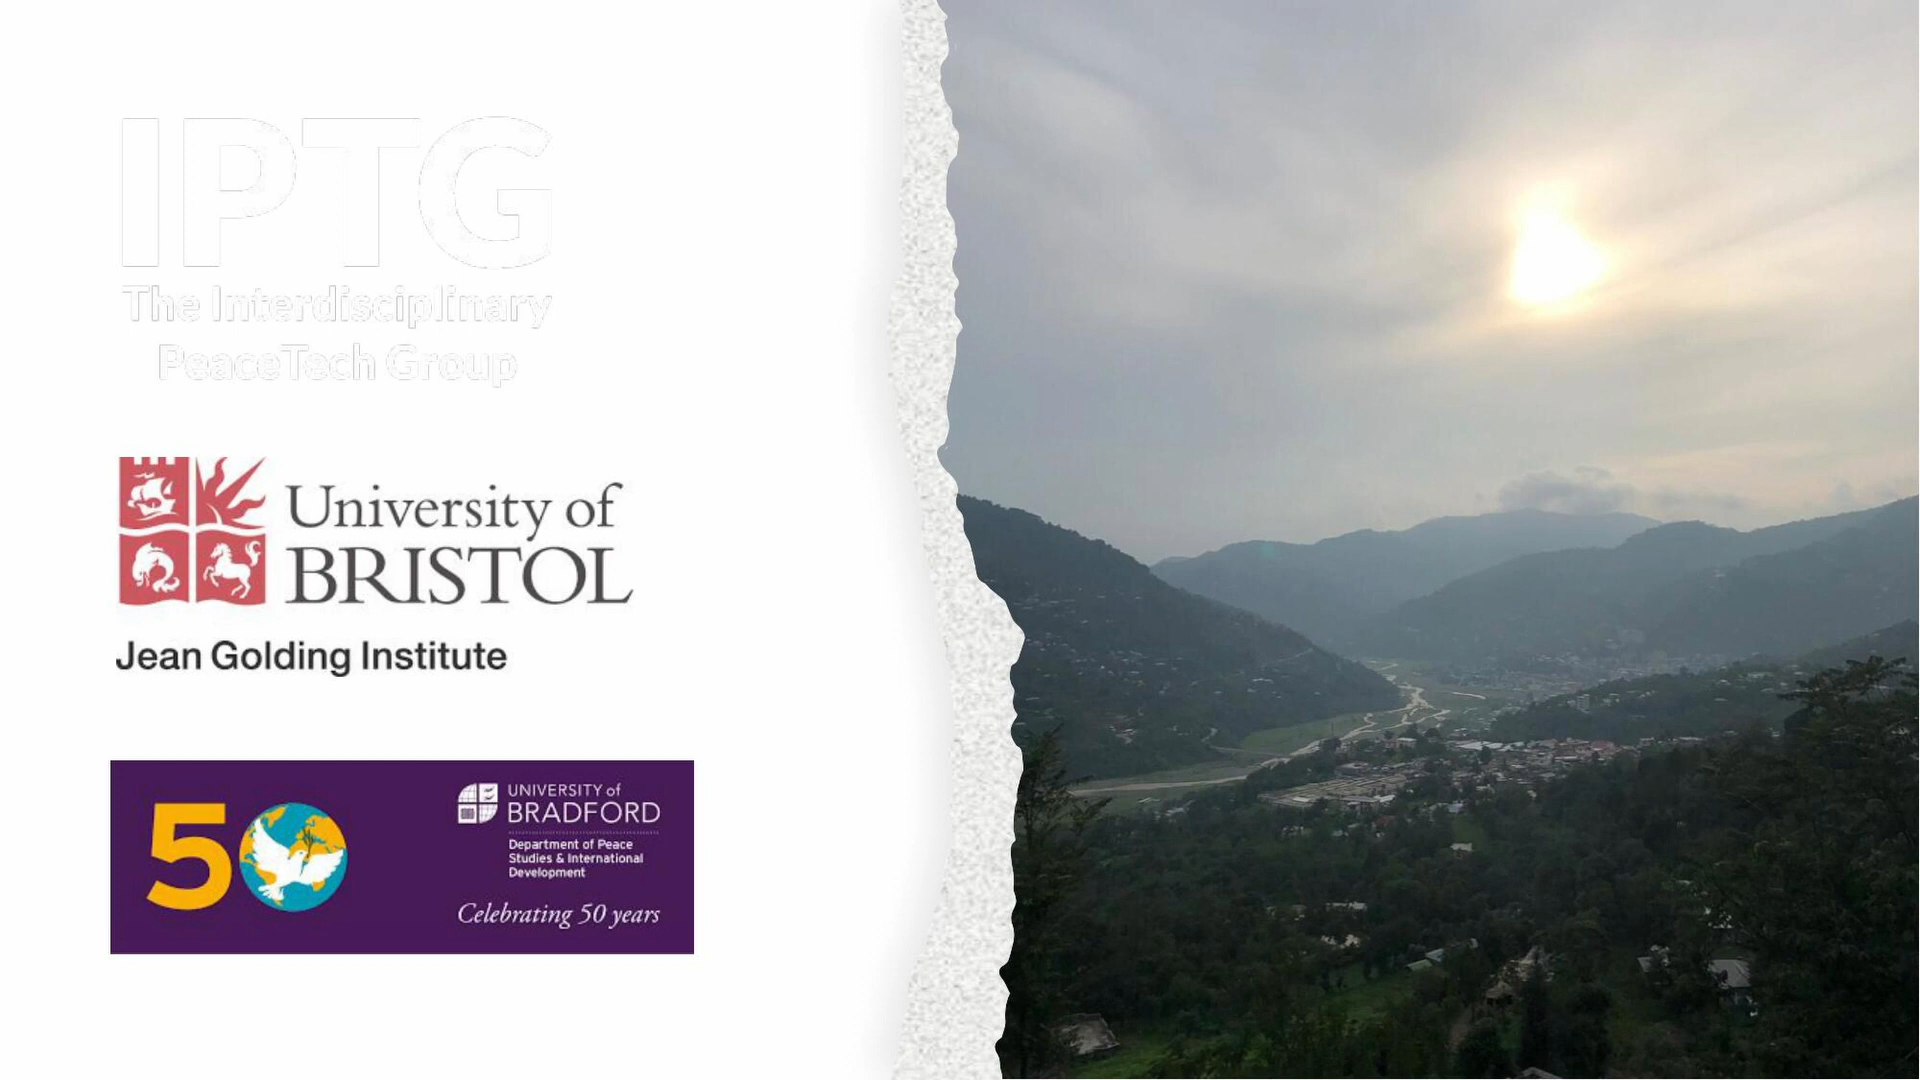 IPTG
The Interdisciplinary
PeaceTech Group
University of
BRISTOL
Jean Golding Institute
50
UNIVERSITY of
BRADFORD
Department of Peace
Studies & International
Development
Celebrating 50 years